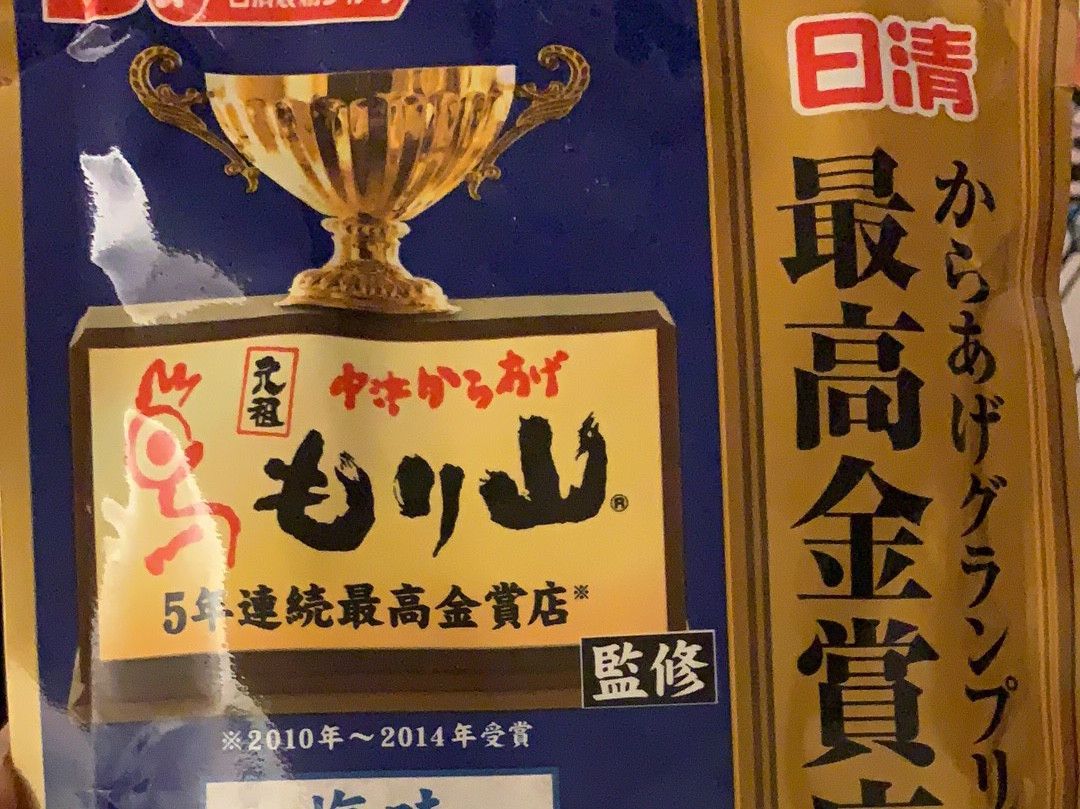 日清
からあげグランプリ
最高金賞
元祖
中津からあげ
もり山®
5年連続最高金賞店※
監修
※2010年～2014年受賞